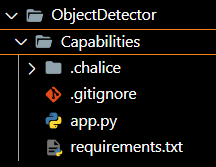 ObjectDetector
Capabilities
.chalice
.gitignore
app.py
requirements.txt